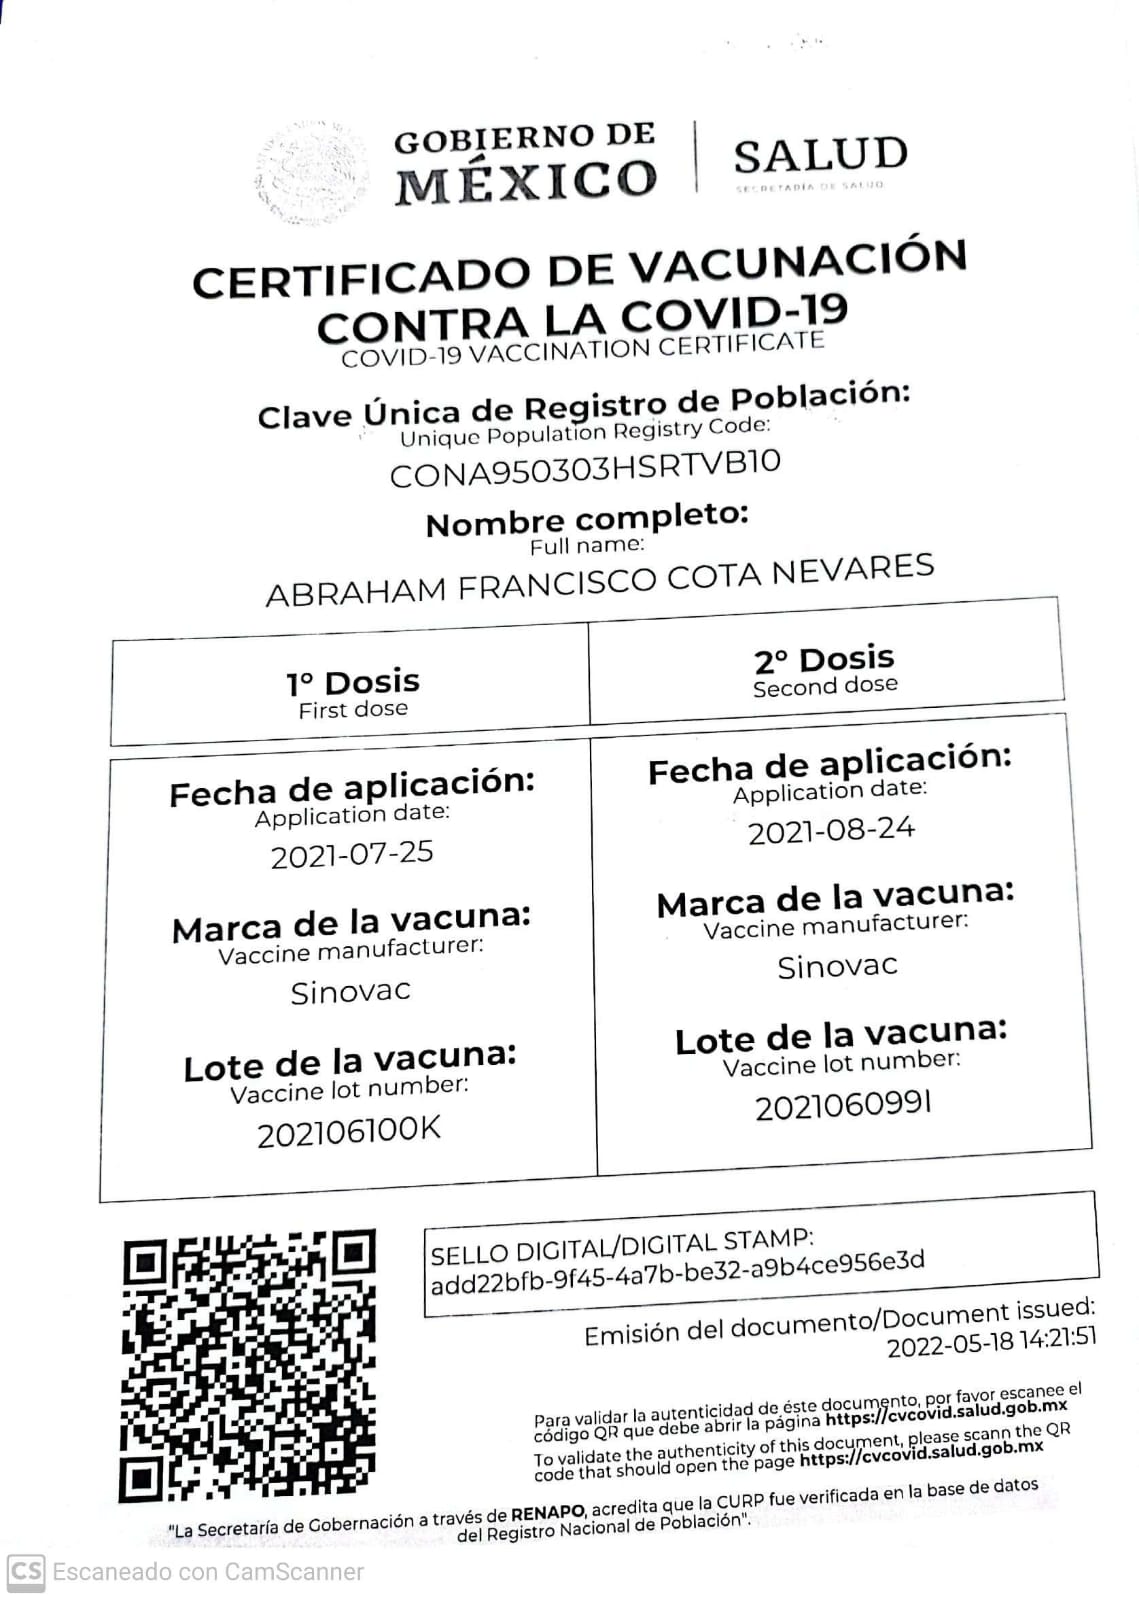 GOBIERNO DE
MÉXICO
SALUD
SECRETARÍA DE SALUD
CERTIFICADO DE VACUNACIÓN
CONTRA LA COVID-19
COVID-19 VACCINATION CERTIFICATE
Clave Única de Registro de Población:
Unique Population Registry Code:
CONA950303HSRTVB10
Nombre completo:
Full name:
ABRAHAM FRANCISCO COTA NEVARES
1° Dosis
First dose
2° Dosis
Second dose
Fecha de aplicación:
Application date:
2021-07-25
Marca de la vacuna:
Vaccine manufacturer:
Sinovac
Lote de la vacuna:
Vaccine lot number:
202106100K
Fecha de aplicación:
Application date:
2021-08-24
Marca de la vacuna:
Vaccine manufacturer:
Sinovac
Lote de la vacuna:
Vaccine lot number:
202106099I
SELLO DIGITAL/DIGITAL STAMP:
add22bfb-9f45-4a7b-be32-a9b4ce956e3d
Emisión del documento/Document issued:
2022-05-18 14:21:51
Para validar la autenticidad de éste documento, por favor escanee el
código QR que debe abrir la página https://cvcovid.salud.gob.mx
To validate the authenticity of this document, please scann the QR
code that should open the page https://cvcovid.salud.gob.mx
"La Secretaría de Gobernación a través de RENAPO, acredita que la CURP fue verificada en la base de datos
del Registro Nacional de Población".
CS Escaneado con CamScanner